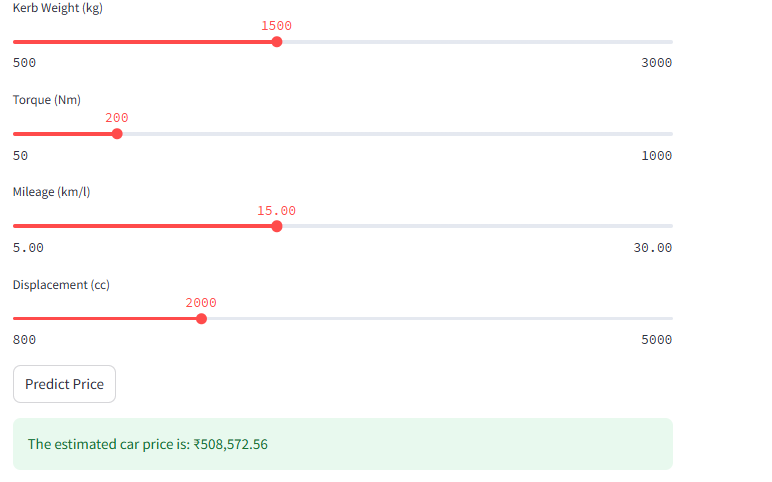 Kerb Weight (kg)
1500
500 3000
Torque (Nm)
200
50 1000
Mileage (km/l)
15.00
5.00 30.00
Displacement (cc)
2000
800 5000
Predict Price
The estimated car price is: ₹508,572.56